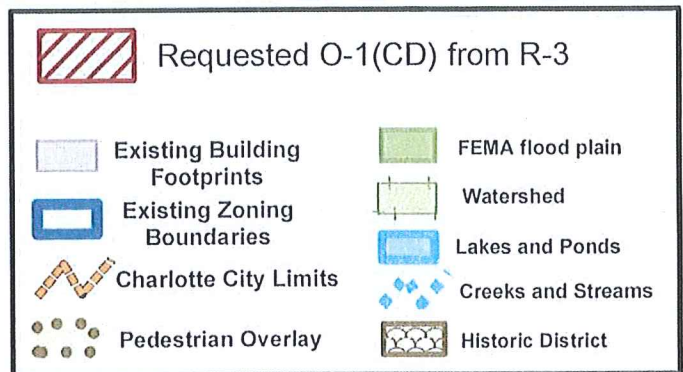 Requested O-1(CD) from R-3
Existing Building
Footprints
Existing Zoning
Boundaries
Charlotte City Limits
Pedestrian Overlay
FEMA flood plain
Watershed
Lakes and Ponds
Creeks and Streams
Historic District